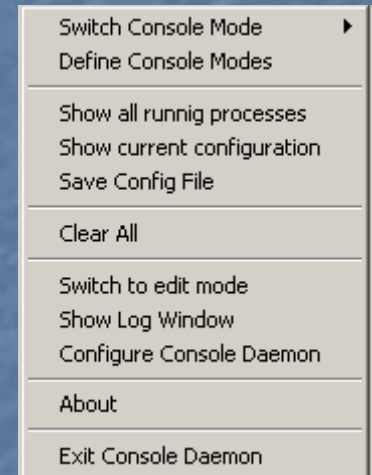 Switch Console Mode
Define Console Modes
Show all runnig processes
Show current configuration
Save Config File
Clear All
Switch to edit mode
Show Log Window
Configure Console Daemon
About
Exit Console Daemon